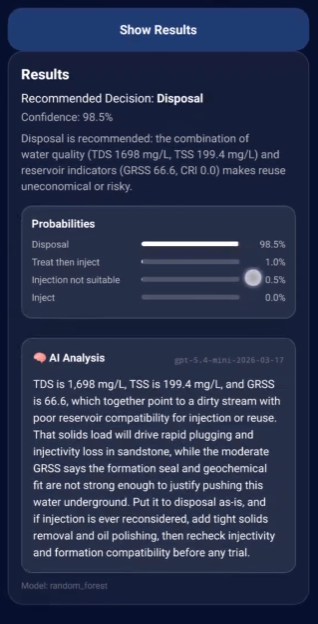 Show Results
Results
Recommended Decision: Disposal
Confidence: 98.5%
Disposal is recommended: the combination of
water quality (TDS 1698 mg/L, TSS 199.4 mg/L) and
reservoir indicators (GRSS 66.6, CRI 0.0) makes reuse
uneconomical or risky.
Probabilities
Disposal 98.5%
Treat then inject 1.0%
Injection not suitable 0.5%
Inject 0.0%
🧠 AI Analysis gpt-5.4-mini-2026-03-17
TDS is 1,698 mg/L, TSS is 199.4 mg/L, and GRSS
is 66.6, which together point to a dirty stream with
poor reservoir compatibility for injection or reuse.
That solids load will drive rapid plugging and
injectivity loss in sandstone, while the moderate
GRSS says the formation seal and geochemical
fit are not strong enough to justify pushing this
water underground. Put it to disposal as-is, and
if injection is ever reconsidered, add tight solids
removal and oil polishing, then recheck injectivity
and formation compatibility before any trial.
Model: random_forest